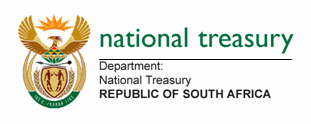 national treasury
Department:
National Treasury
REPUBLIC OF SOUTH AFRICA